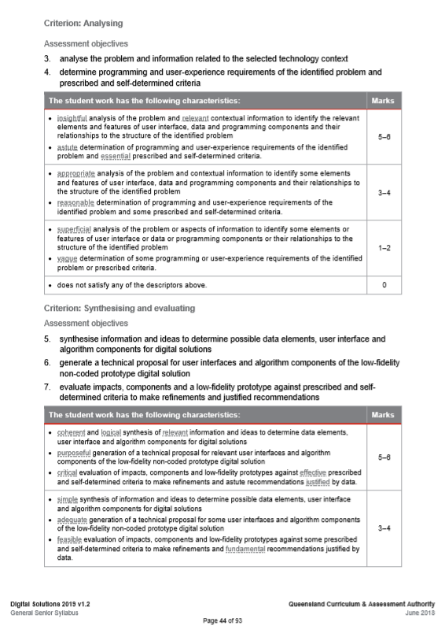 Criterion: Analysing
Assessment objectives
3. analyse the problem and information related to the selected technology context
4. determine programming and user-experience requirements of the identified problem and
prescribed and self-determined criteria
The student work has the following characteristics: Marks
• insightful analysis of the problem and relevant contextual information to identify the relevant
elements and features of user interface, data and programming components and their
relationships to the structure of the identified problem
• astute determination of programming and user-experience requirements of the identified
problem and essential prescribed and self-determined criteria.
5–6
• appropriate analysis of the problem and contextual information to identify some elements
and features of user interface, data and programming components and their relationships to
the structure of the identified problem
• reasonable determination of programming and user-experience requirements of the
identified problem and some prescribed and self-determined criteria.
3–4
• superficial analysis of the problem or aspects of information to identify some elements or
features of user interface or data or programming components or their relationships to the
structure of the identified problem
• vague determination of some programming or user-experience requirements of the identified
problem or prescribed criteria.
1–2
• does not satisfy any of the descriptors above. 0
Criterion: Synthesising and evaluating
Assessment objectives
5. synthesise information and ideas to determine possible data elements, user interface and
algorithm components for digital solutions
6. generate a technical proposal for user interfaces and algorithm components of the low-fidelity
non-coded prototype digital solution
7. evaluate impacts, components and a low-fidelity prototype against prescribed and self-
determined criteria to make refinements and justified recommendations
The student work has the following characteristics: Marks
• coherent and logical synthesis of relevant information and ideas to determine data elements,
user interface and algorithm components for digital solutions
• purposeful generation of a technical proposal for relevant user interfaces and algorithm
components of the low-fidelity non-coded prototype digital solution
• critical evaluation of impacts, components and low-fidelity prototypes against effective prescribed
and self-determined criteria to make refinements and astute recommendations justified by data.
5–6
• simple synthesis of information and ideas to determine possible data elements, user interface
and algorithm components for digital solutions
• adequate generation of a technical proposal for some user interfaces and algorithm components
of the low-fidelity non-coded prototype digital solution
• feasible evaluation of impacts, components and low-fidelity prototypes against some prescribed
and self-determined criteria to make refinements and fundamental recommendations justified by
data.
3–4
Digital Solutions 2019 v1.2 Queensland Curriculum & Assessment Authority
General Senior Syllabus June 2018
Page 44 of 93